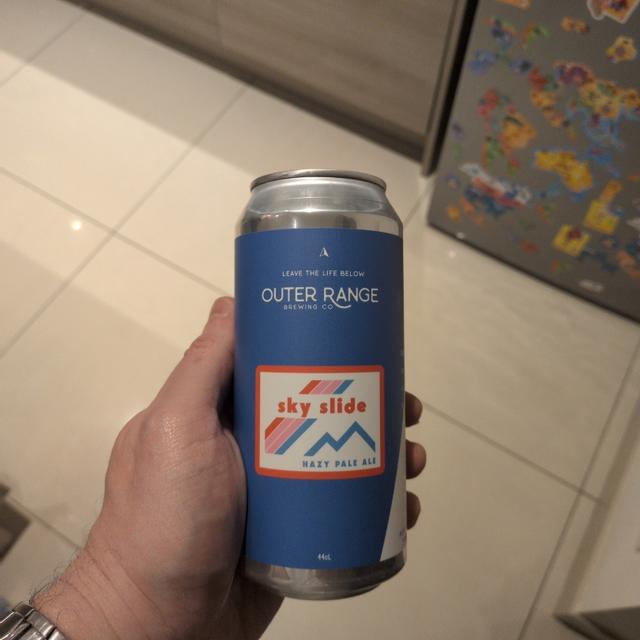 LEAVE THE LIFE BELOW
OUTER RANGE
BREWING CO
sky slide
HAZY PALE ALE
44cL